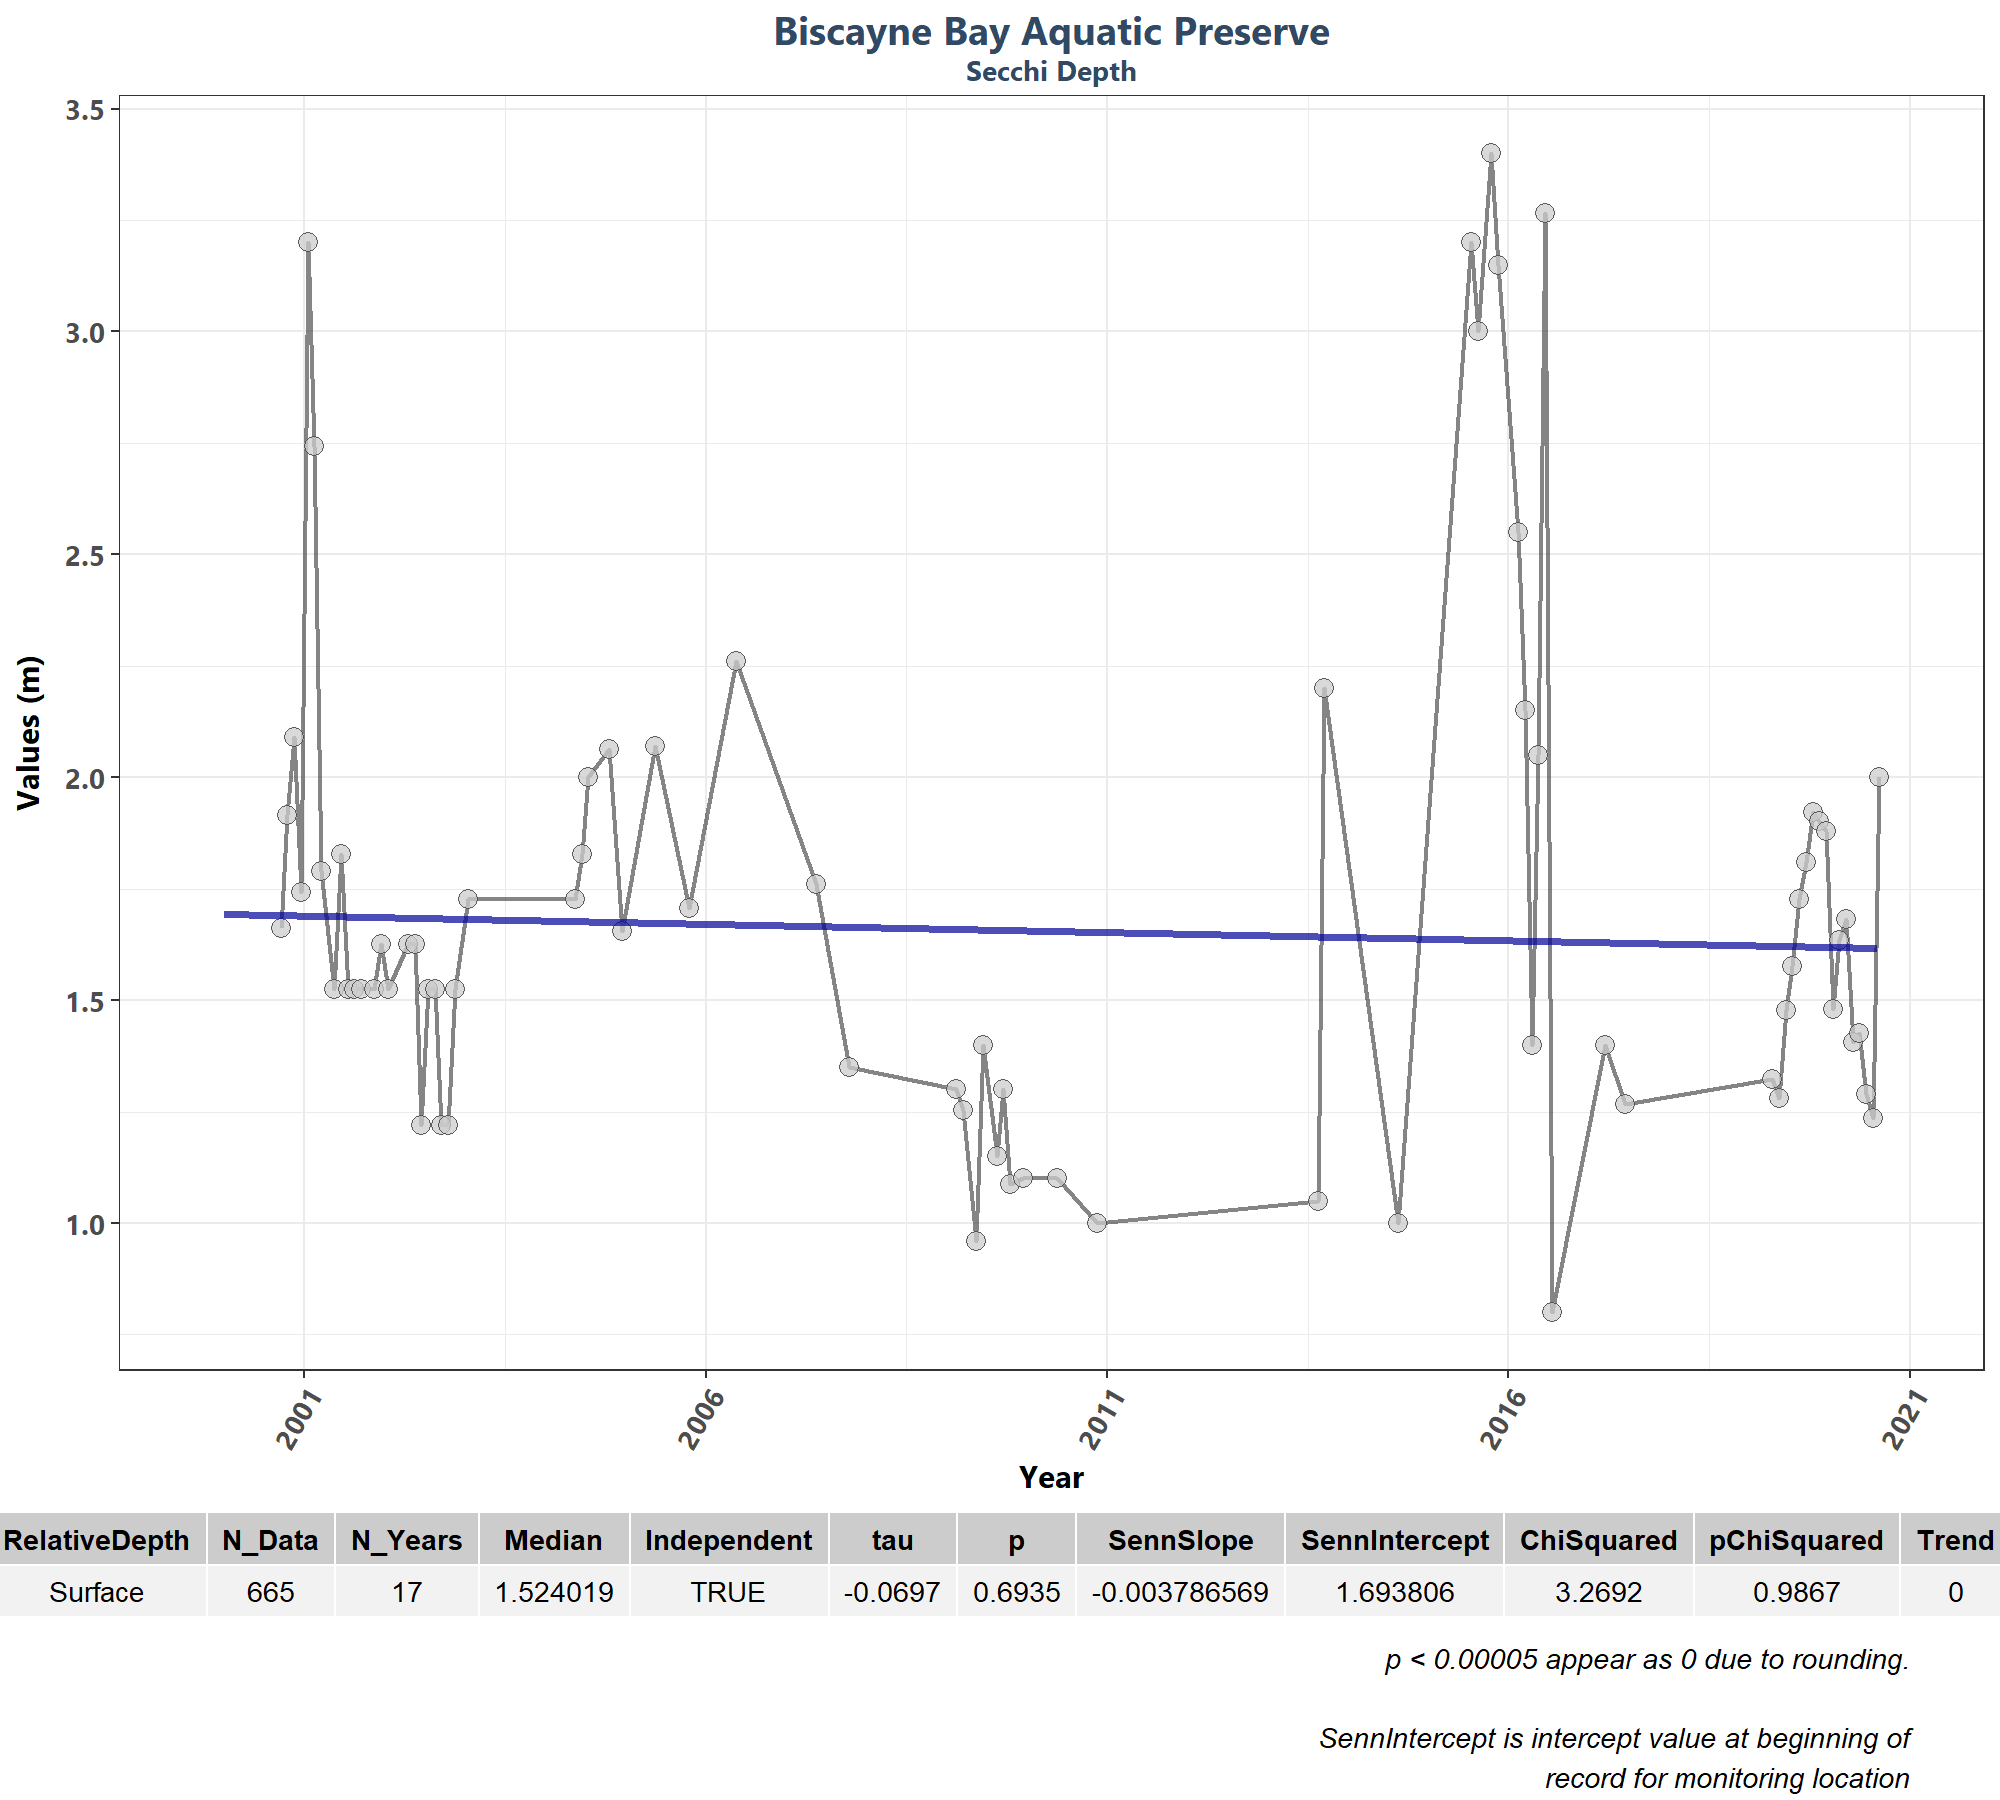 Biscayne Bay Aquatic Preserve
Secchi Depth
3.5
3.0
2.5
2.0
1.5
1.0
Values (m)
2001 2006 2011 2016 2021
Year
RelativeDepth N_Data N_Years Median Independent tau p SennSlope SennIntercept ChiSquared pChiSquared Trend
Surface 665 17 1.524019 TRUE -0.0697 0.6935 -0.003786569 1.693806 3.2692 0.9867 0
p < 0.00005 appear as 0 due to rounding.
SennIntercept is intercept value at beginning of
record for monitoring location